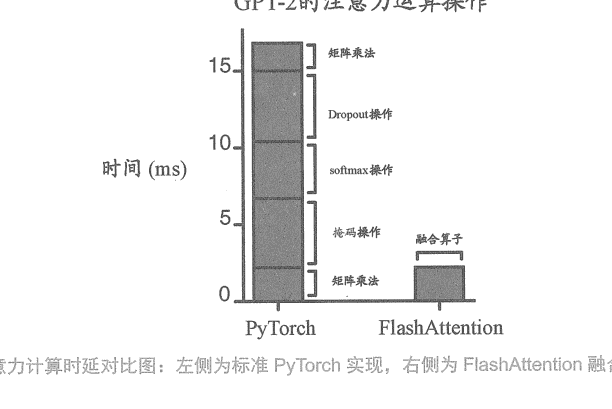 GPT-2的注意力运算操作
15
矩阵乘法
Dropout操作
10
时间 (ms)
softmax操作
5
掩码操作
融合算子
矩阵乘法
0
PyTorch
FlashAttention
意力计算时延对比图：左侧为标准 PyTorch 实现，右侧为 FlashAttention 融合